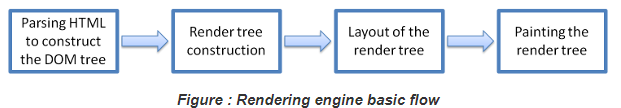 Parsing HTML
to construct
the DOM tree
Render tree
construction
Layout of the
render tree
Painting the
render tree
Figure : Rendering engine basic flow